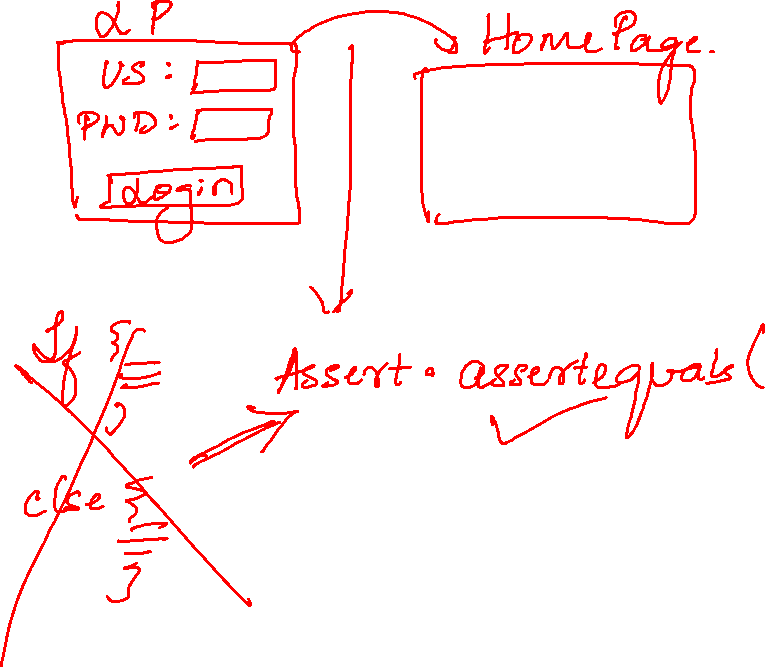 LP
HomePage.
US:
PWD:
Login
If {
}
Assert. assertequals(
else {
}